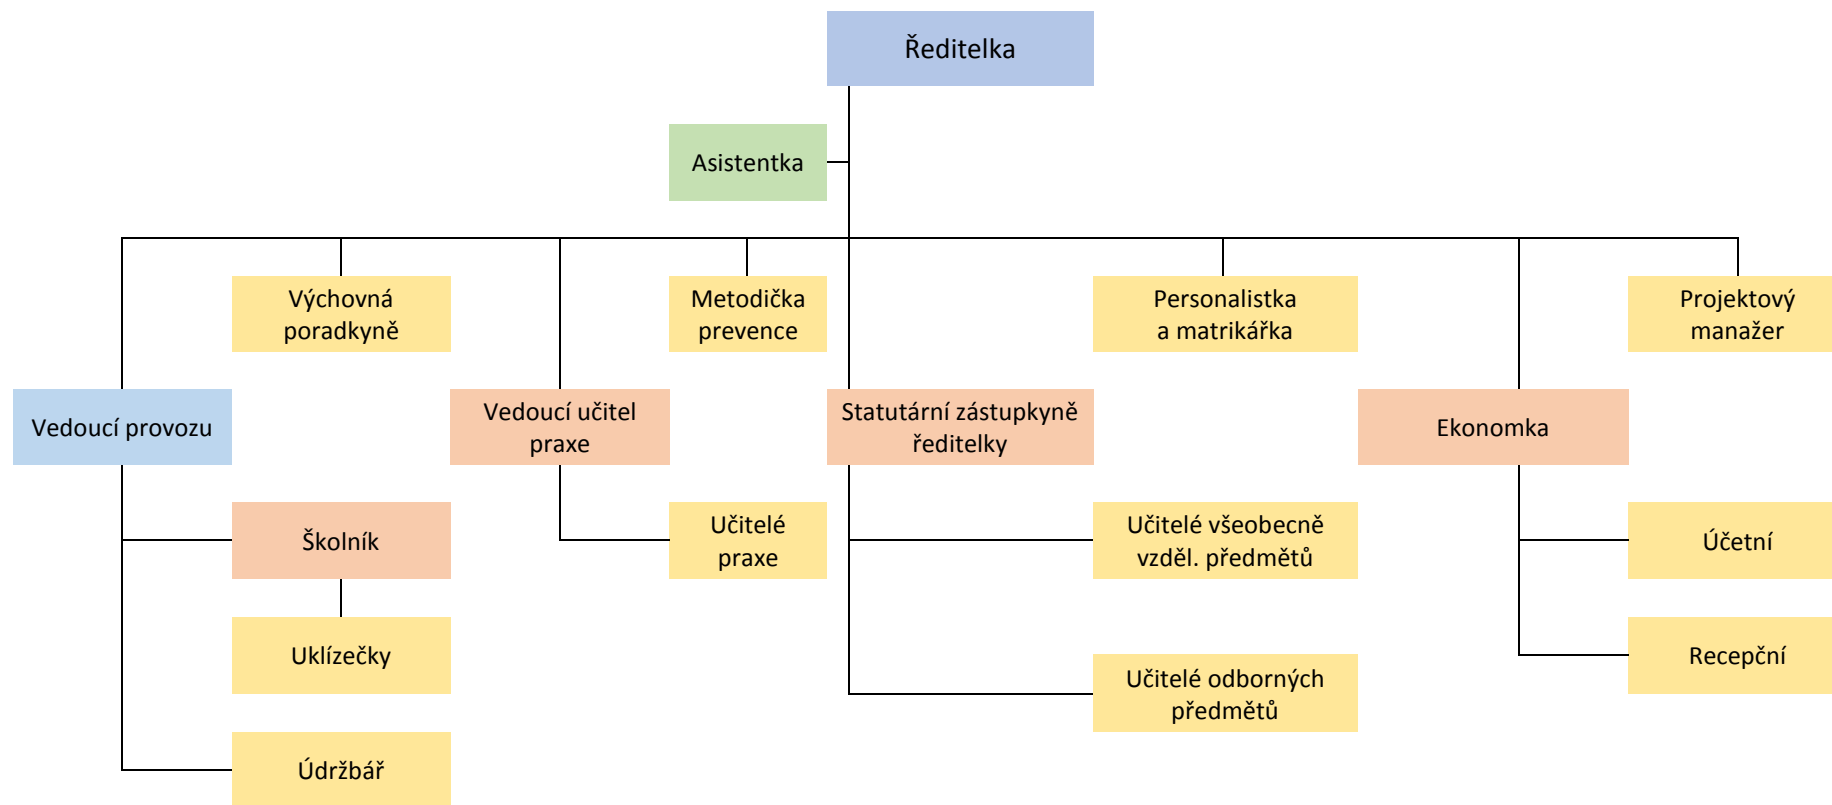 Ředitelka
Asistentka
Výchovná
poradkyně
Metodička
prevence
Personalistka
a matrikářka
Projektový
manažer
Vedoucí provozu
Vedoucí učitel
praxe
Statutární zástupkyně
ředitelky
Ekonomka
Školník
Učitelé
praxe
Učitelé všeobecně
vzděl. předmětů
Účetní
Uklízečky
Recepční
Učitelé odborných
předmětů
Údržbář